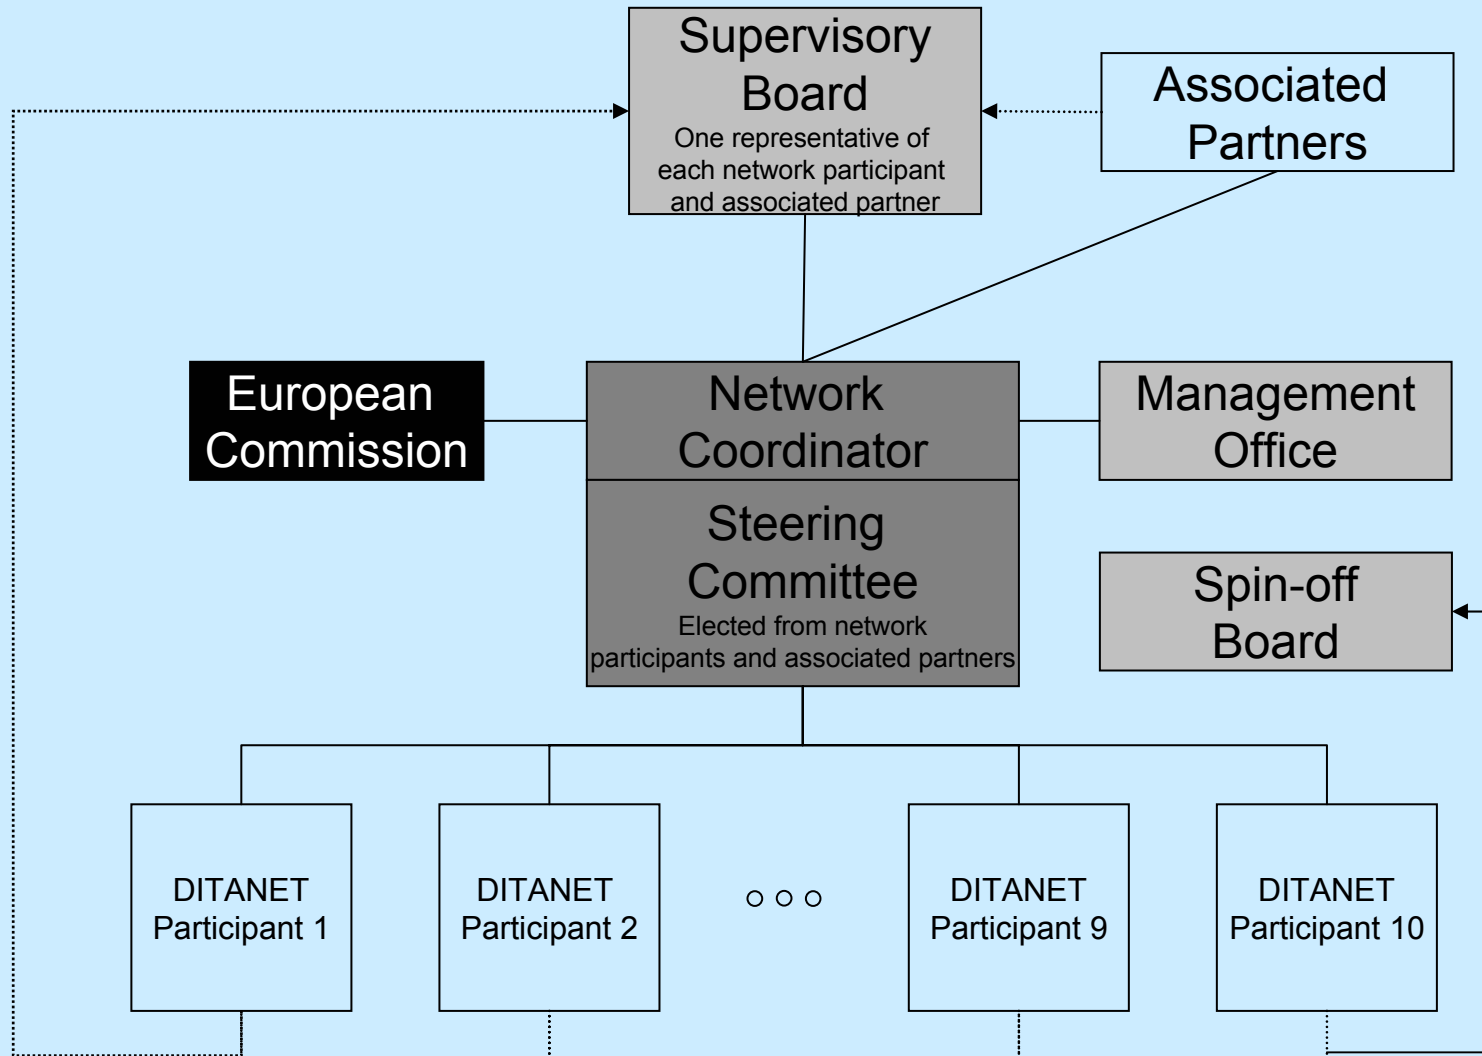 Supervisory
Board
One representative of
each network participant
and associated partner
Associated
Partners
European
Commission
Network
Coordinator
Management
Office
Steering
Committee
Elected from network
participants and associated partners
Spin-off
Board
DITANET
Participant 1
DITANET
Participant 2
DITANET
Participant 9
DITANET
Participant 10